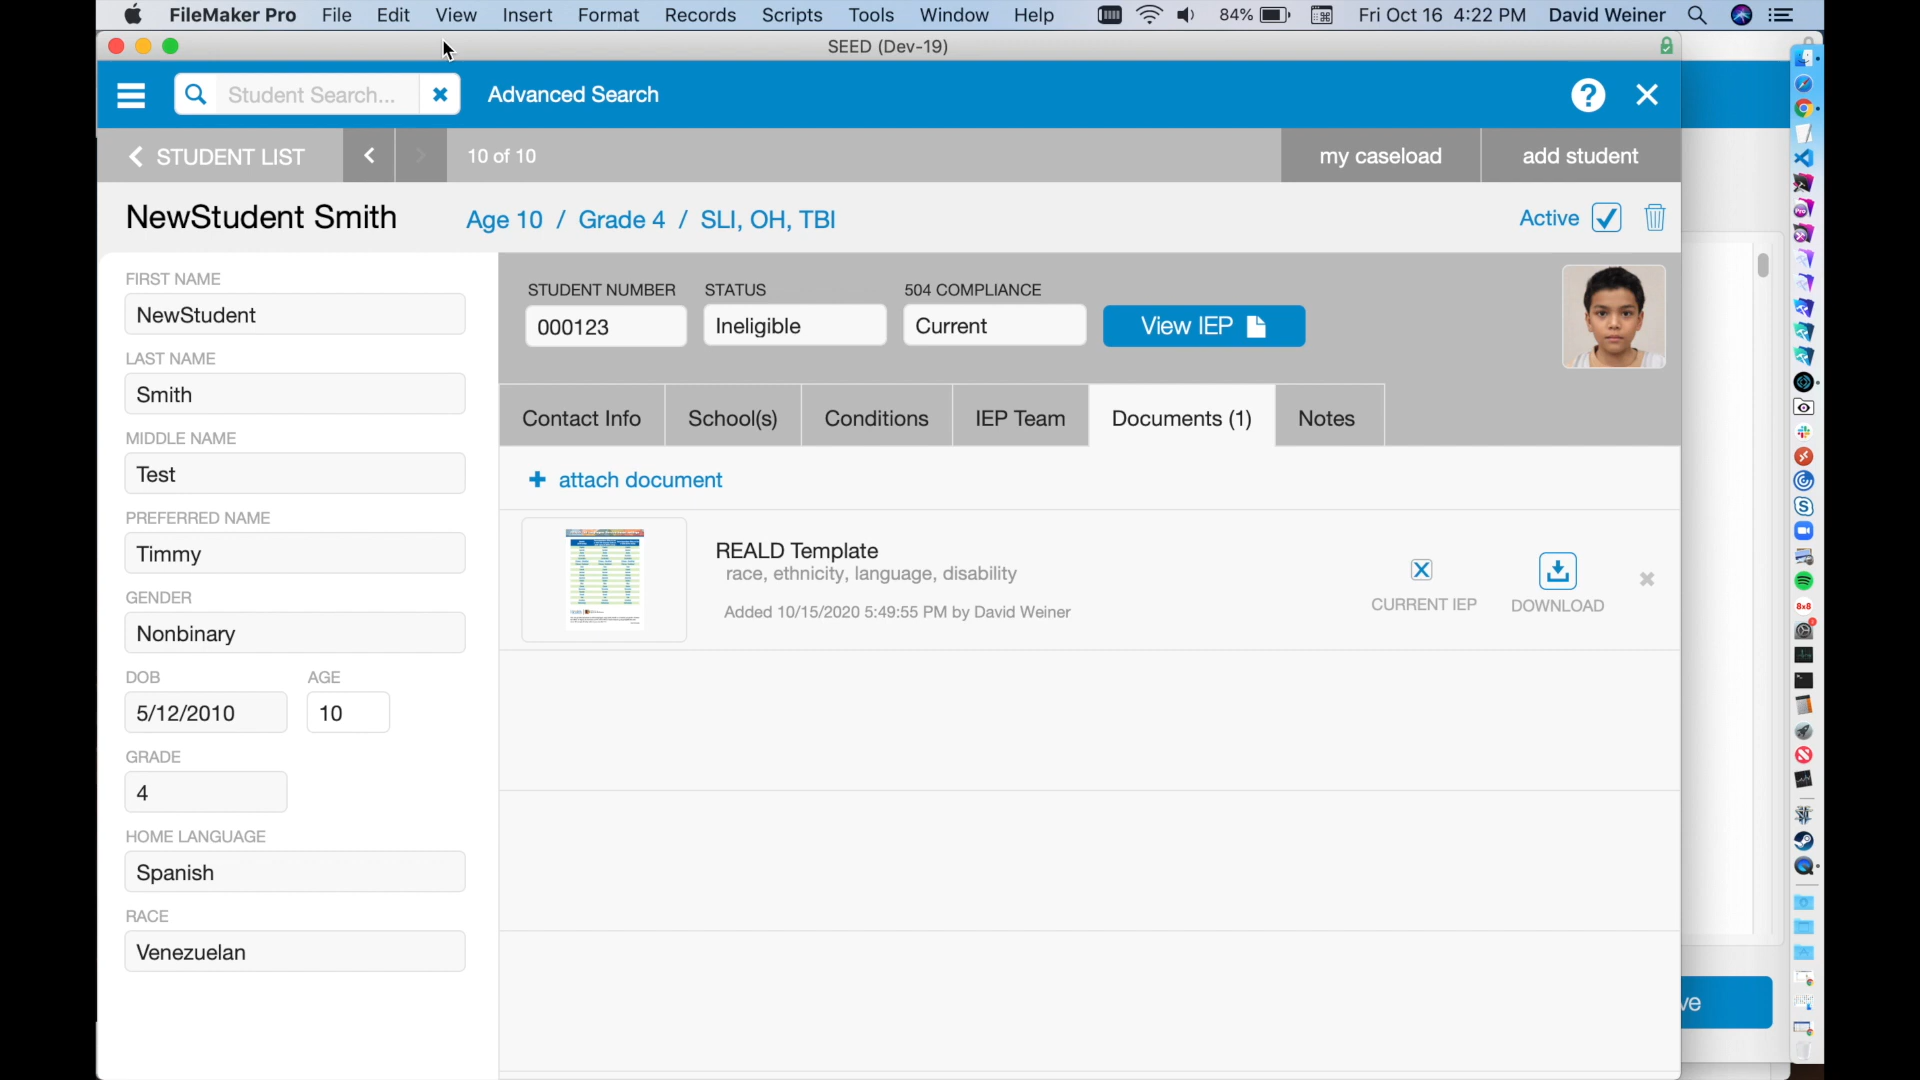 FileMaker Pro File Edit View Insert Format Records Scripts Tools Window Help 84% Fri Oct 16 4:22 PM David Weiner
SEED (Dev-19)
Student Search... Advanced Search ?
STUDENT LIST 10 of 10 my caseload add student
NewStudent Smith Age 10 / Grade 4 / SLI, OH, TBI Active
FIRST NAME
NewStudent
LAST NAME
Smith
MIDDLE NAME
Test
PREFERRED NAME
Timmy
GENDER
Nonbinary
DOB AGE
5/12/2010 10
GRADE
4
HOME LANGUAGE
Spanish
RACE
Venezuelan
STUDENT NUMBER STATUS 504 COMPLIANCE
000123 Ineligible Current View IEP
Contact Info School(s) Conditions IEP Team Documents (1) Notes
+ attach document
REALD Template
race, ethnicity, language, disability
Added 10/15/2020 5:49:55 PM by David Weiner
CURRENT IEP DOWNLOAD
ve
Pro
8x8